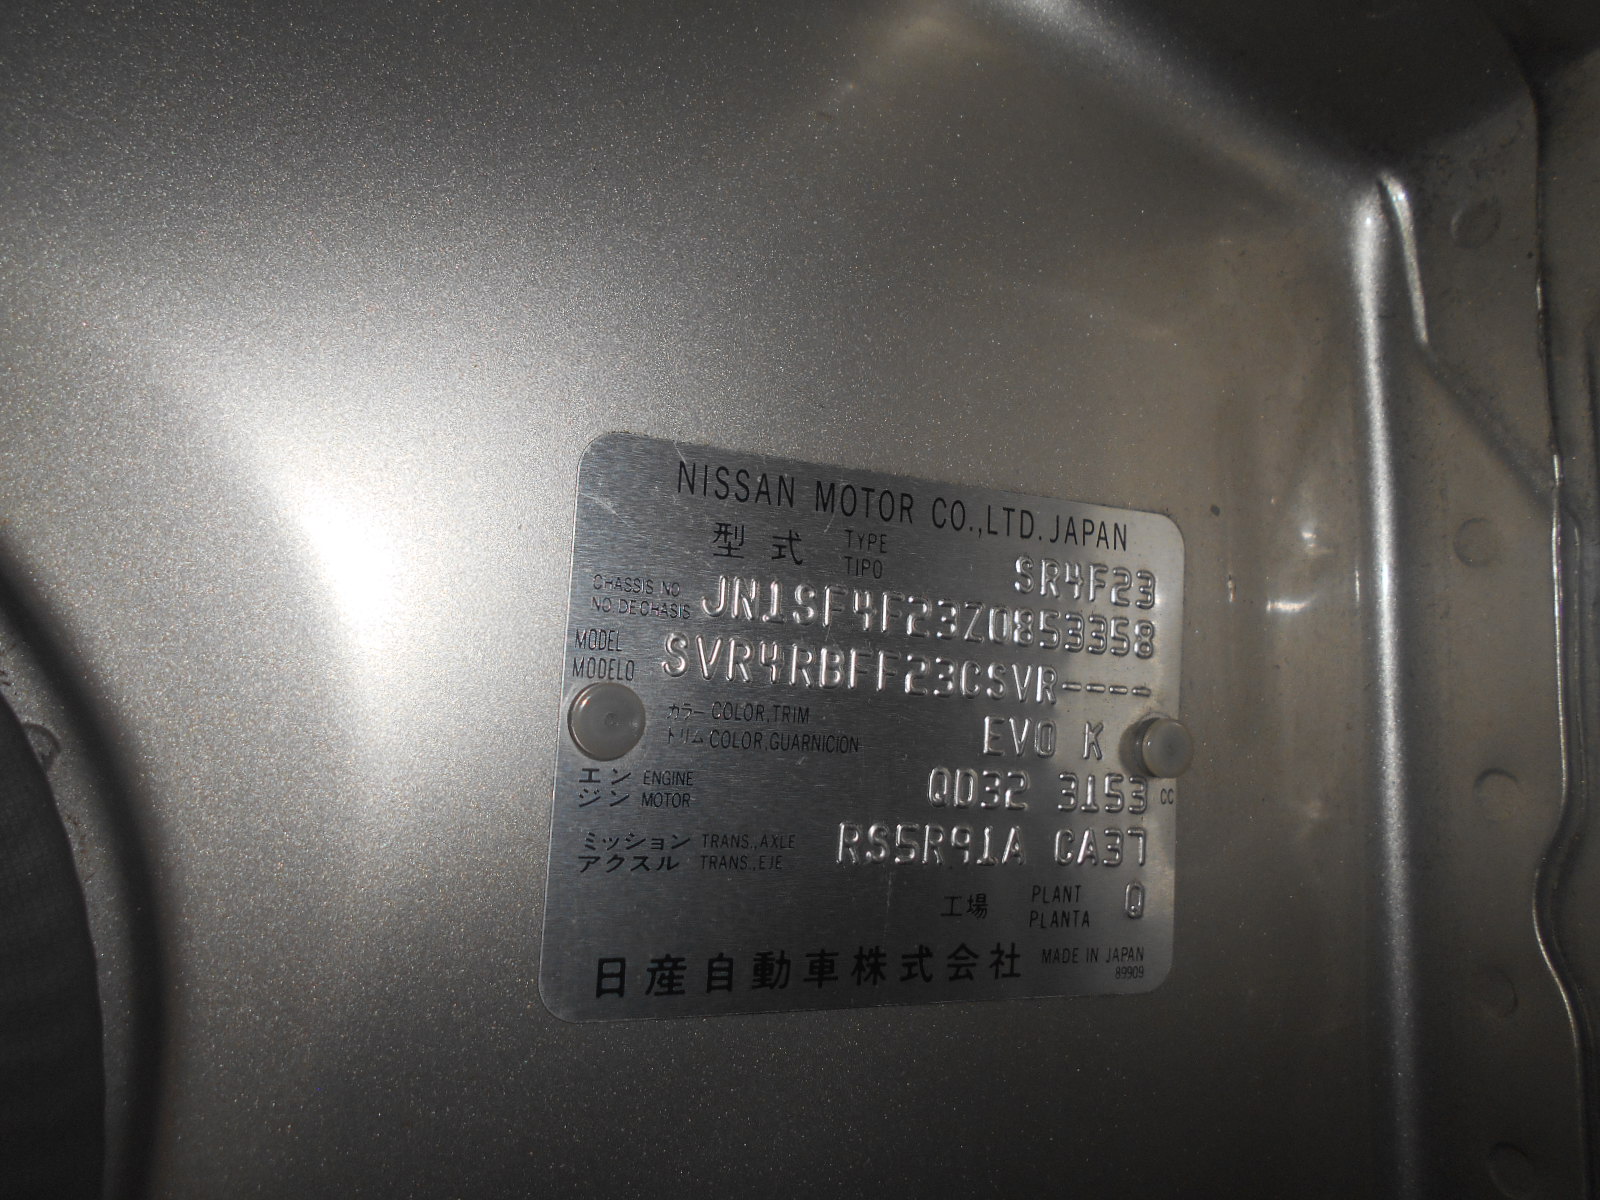 NISSAN MOTOR CO.,LTD. JAPAN
型式 TYPE TIPO SR4F23
CHASSIS NO. NO. DE CHASIS JN1SF4F23Z0853358
MODEL MODELO SVR4RBFF23CSVR----
カラー COLOR,TRIM
トリム COLOR,GUARNICION EV0 K
エンジン ENGINE MOTOR QD32 3153 CC
ミッション TRANS.,AXLE
アクスル TRANS.,EJE RS5R91A CA37
工場 PLANT PLANTA Q
日産自動車株式会社 MADE IN JAPAN
89909